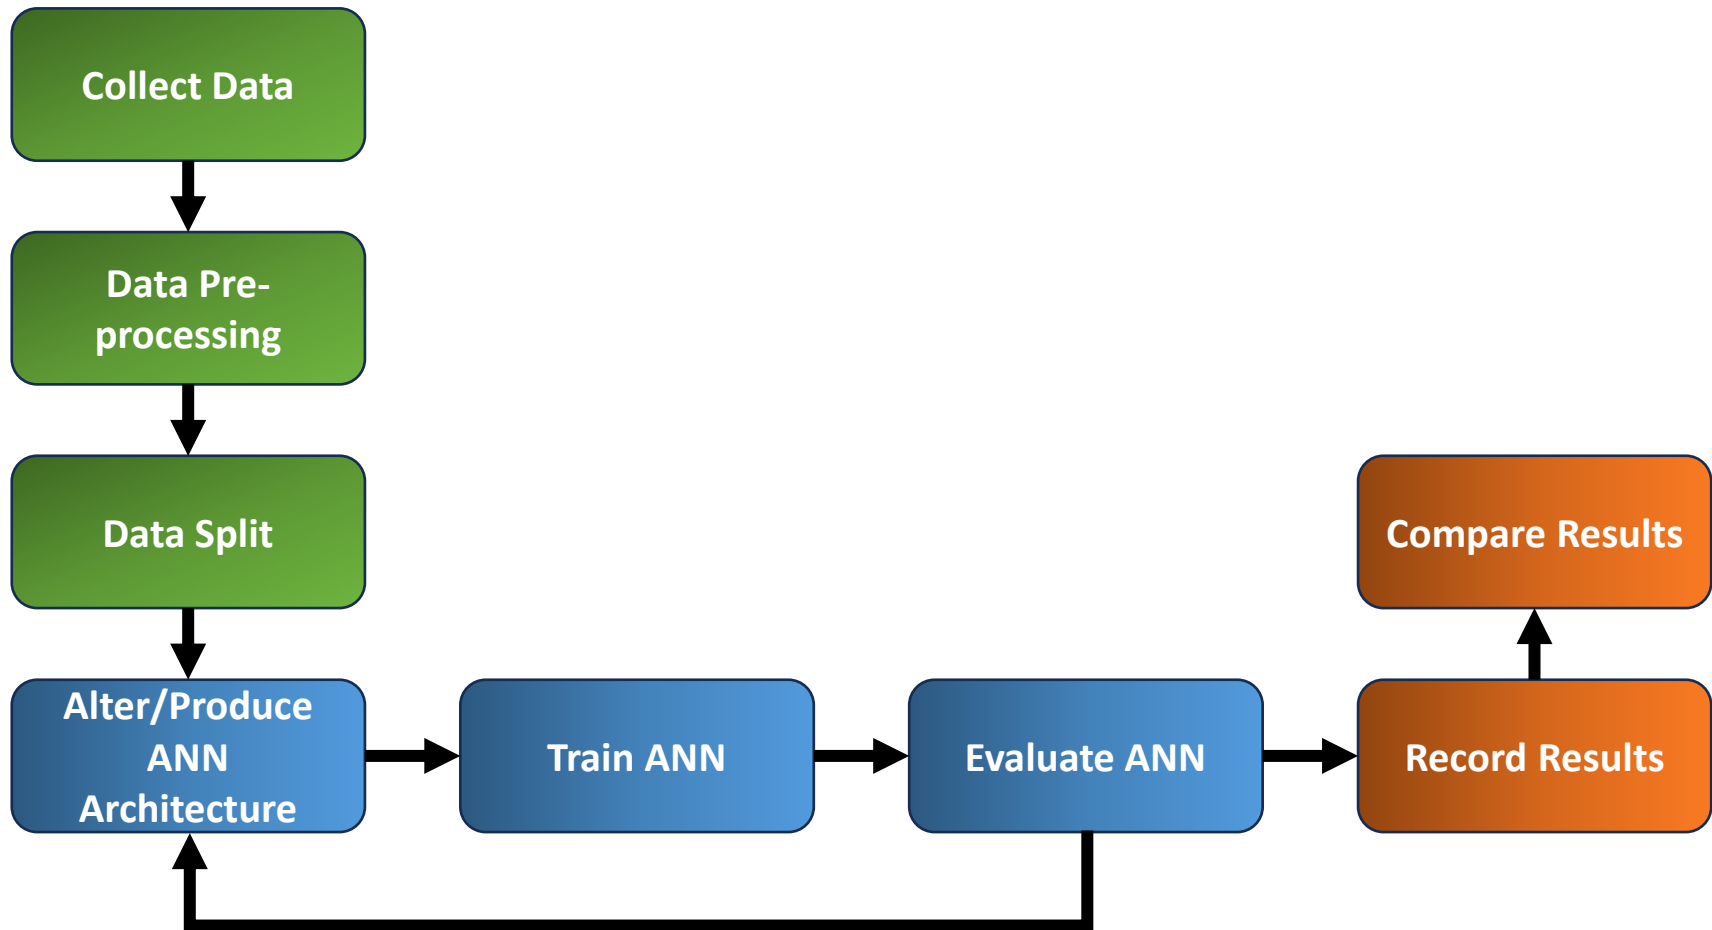 Collect Data
Data Pre-
processing
Data Split
Compare Results
Alter/Produce
ANN
Architecture
Train ANN
Evaluate ANN
Record Results